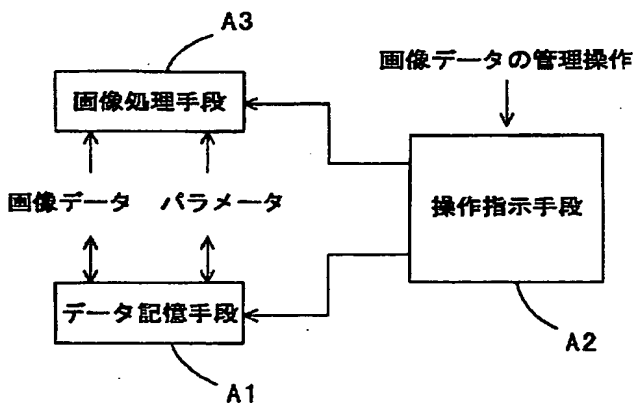 A3
画像データの管理操作
画像処理手段
画像データ パラメータ
操作指示手段
データ記憶手段
A2
A1